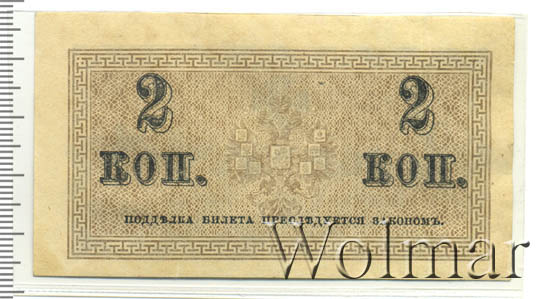 2 2
КОП. КОП.
ПОДДѢЛКА БИЛЕТА ПРЕСЛѢДУЕТСЯ ЗАКОНОМЪ.
Wolmar